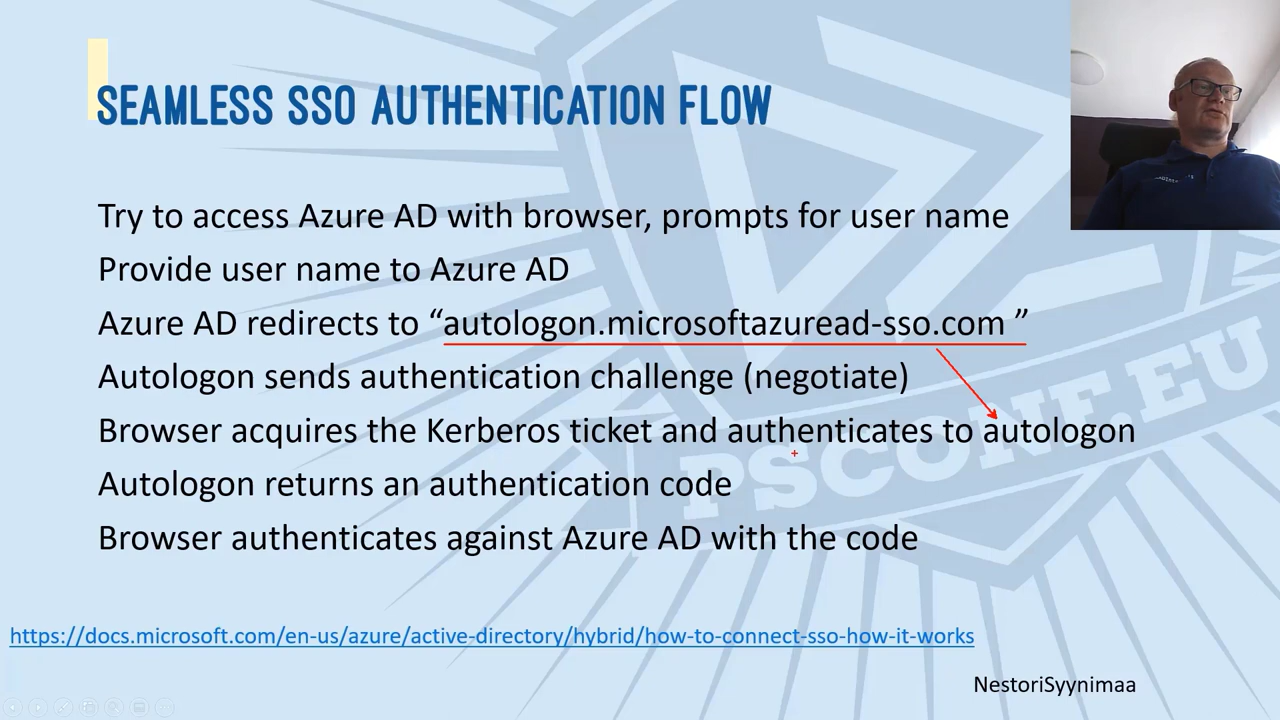 SEAMLESS SSO AUTHENTICATION FLOW
Try to access Azure AD with browser, prompts for user name
Provide user name to Azure AD
Azure AD redirects to “autologon.microsoftazuread-sso.com ”
Autologon sends authentication challenge (negotiate)
Browser acquires the Kerberos ticket and authenticates to autologon
Autologon returns an authentication code
Browser authenticates against Azure AD with the code
PSCONF.EU
https://docs.microsoft.com/en-us/azure/active-directory/hybrid/how-to-connect-sso-how-it-works
NestoriSyynimaa